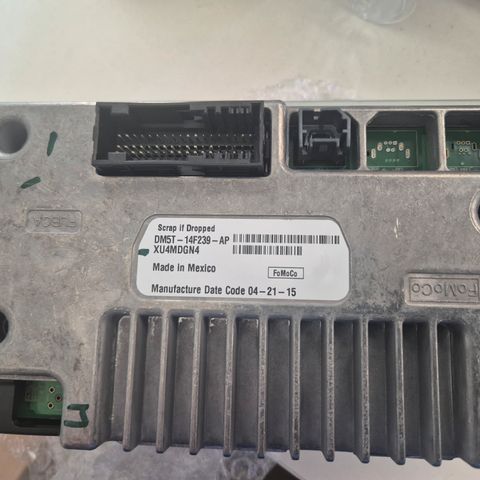 Scrap if Dropped
DM5T-14F239-AP
XU4MDGN4
Made in Mexico
FoMoCo
Manufacture Date Code 04-21-15
FoMoCo